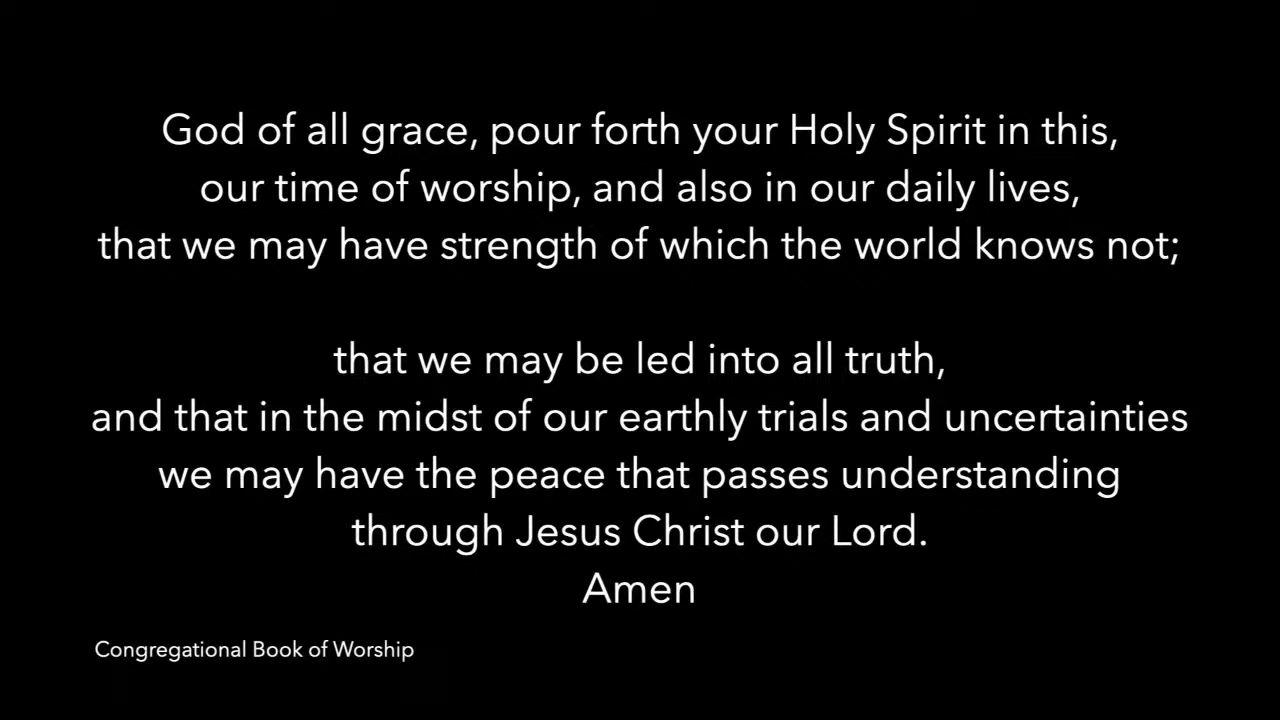 God of all grace, pour forth your Holy Spirit in this,
our time of worship, and also in our daily lives,
that we may have strength of which the world knows not;
that we may be led into all truth,
and that in the midst of our earthly trials and uncertainties
we may have the peace that passes understanding
through Jesus Christ our Lord.
Amen
Congregational Book of Worship